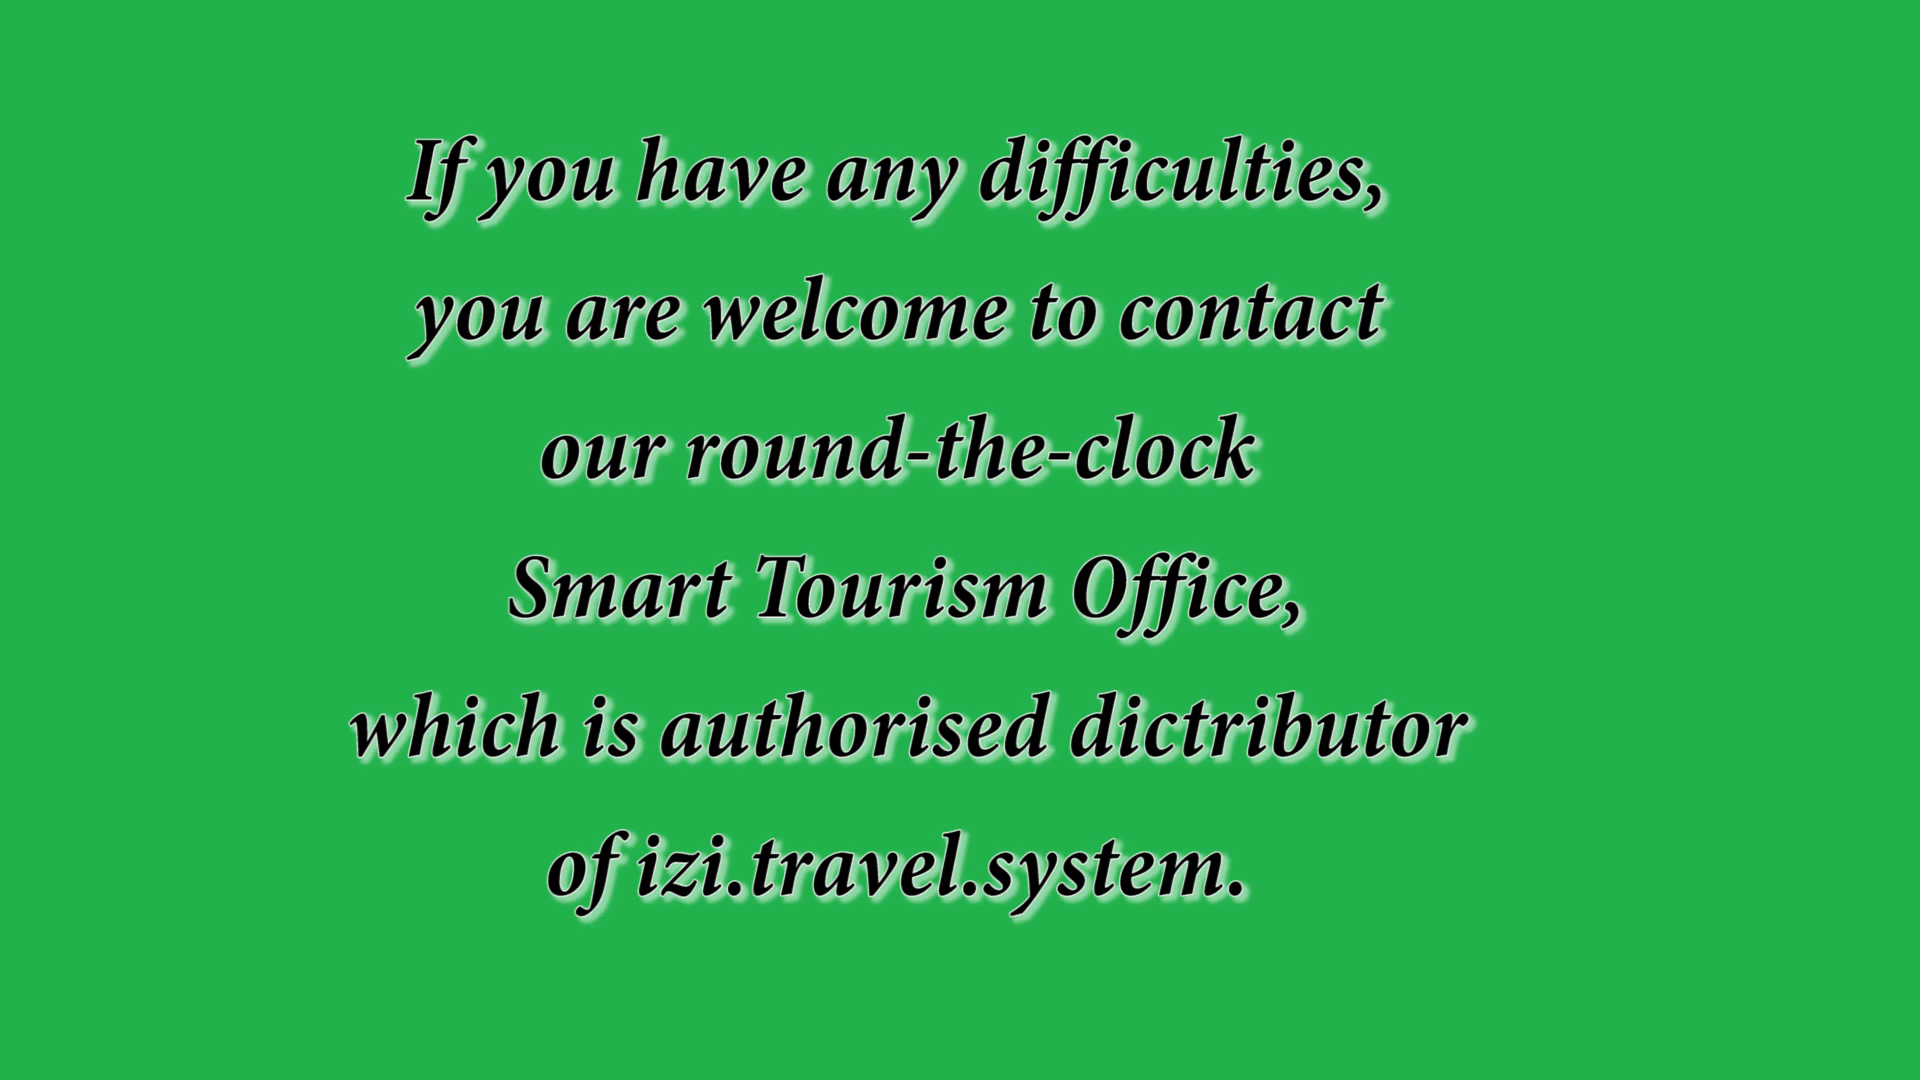 If you have any difficulties,
you are welcome to contact
our round-the-clock
Smart Tourism Office,
which is authorised dictributor
of izi.travel.system.